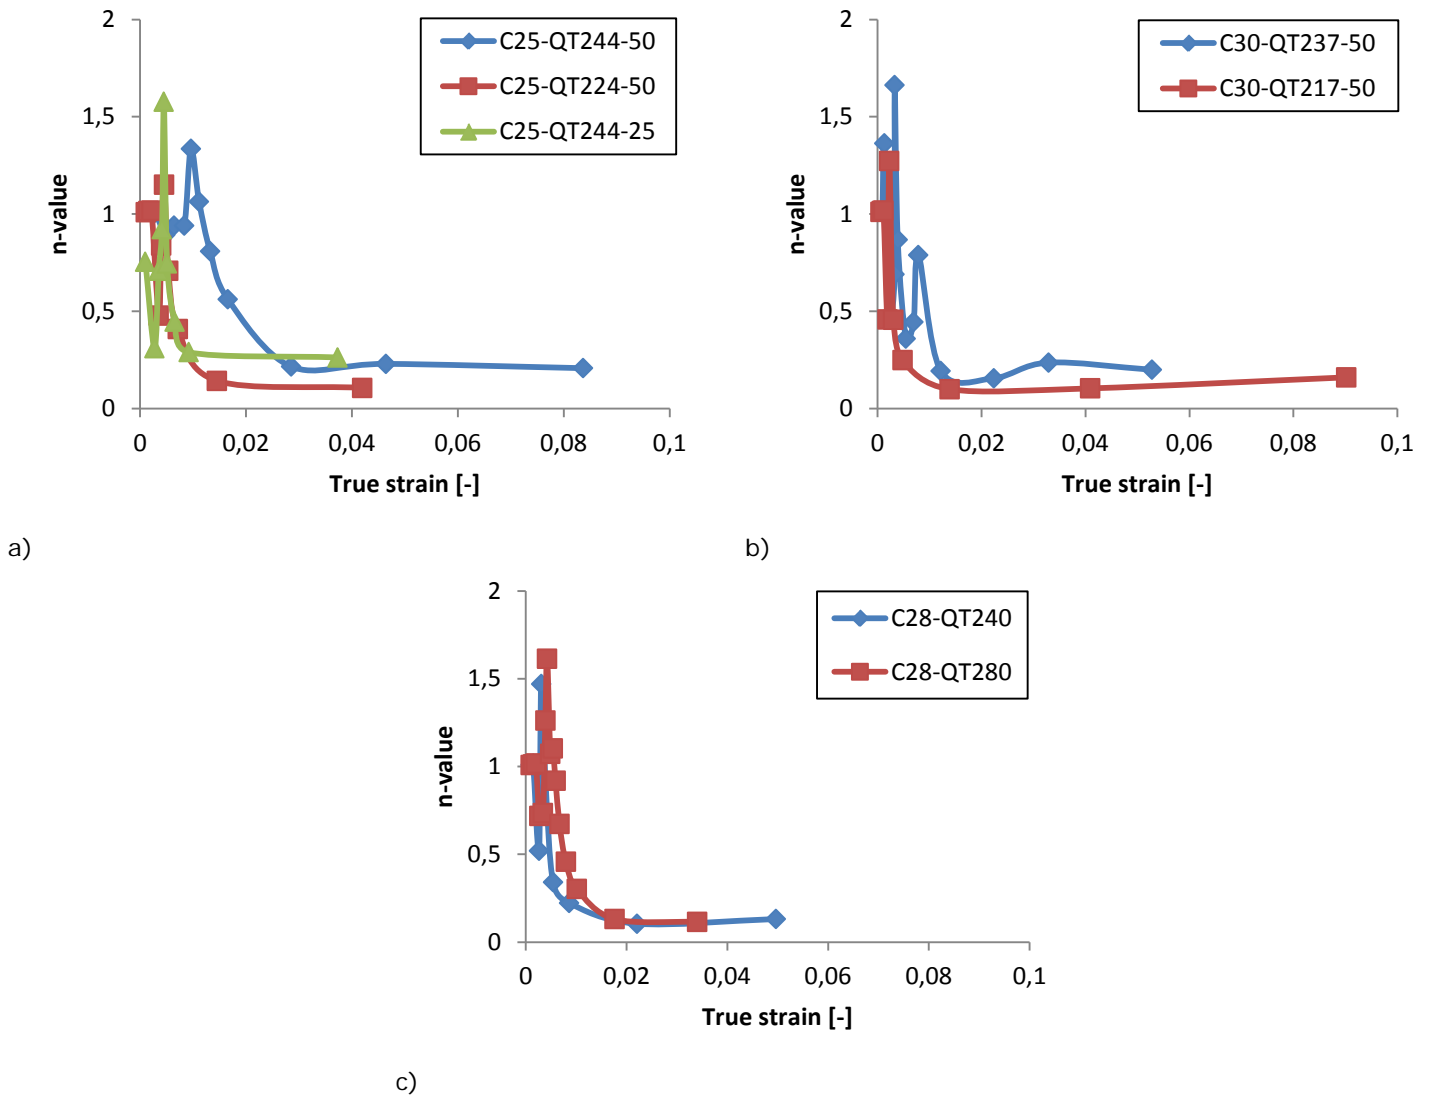 2
1,5
1
0,5
0
n-value
0 0,02 0,04 0,06 0,08 0,1
True strain [-]
C25-QT244-50
C25-QT224-50
C25-QT244-25
a)
2
1,5
1
0,5
0
n-value
0 0,02 0,04 0,06 0,08 0,1
True strain [-]
C30-QT237-50
C30-QT217-50
b)
2
1,5
1
0,5
0
n-value
0 0,02 0,04 0,06 0,08 0,1
True strain [-]
C28-QT240
C28-QT280
c)